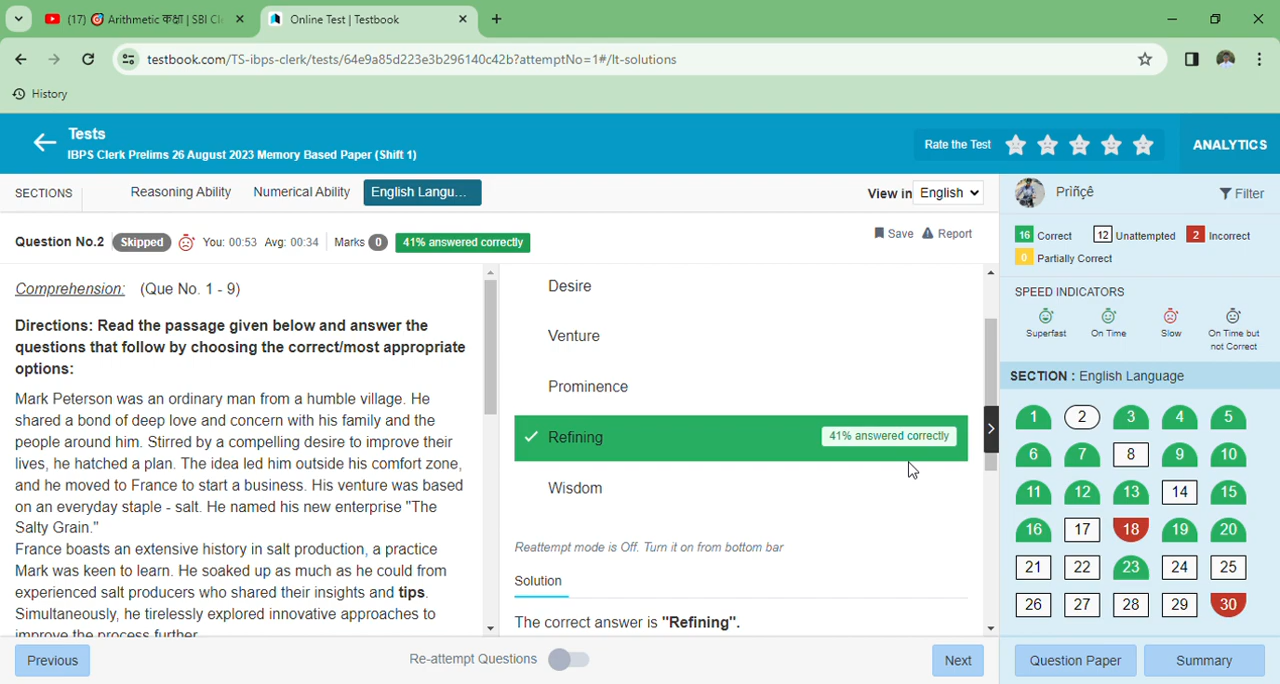 (17) 🎯 Arithmetic कक्षा | SBI Cl
Online Test | Testbook
testbook.com/TS-ibps-clerk/tests/64e9a85d223e3b296140c42b?attemptNo=1#/lt-solutions
History
Tests
IBPS Clerk Prelims 26 August 2023 Memory Based Paper (Shift 1)
Rate the Test
ANALYTICS
SECTIONS
Reasoning Ability
Numerical Ability
English Langu...
View in English
Priñçê
Filter
Question No.2
Skipped
You: 00:53 Avg: 00:34
Marks 0
41% answered correctly
Save
Report
16 Correct
12 Unattempted
2 Incorrect
0 Partially Correct
Comprehension: (Que No. 1 - 9)
Directions: Read the passage given below and answer the
questions that follow by choosing the correct/most appropriate
options:
Mark Peterson was an ordinary man from a humble village. He
shared a bond of deep love and concern with his family and the
people around him. Stirred by a compelling desire to improve their
lives, he hatched a plan. The idea led him outside his comfort zone,
and he moved to France to start a business. His venture was based
on an everyday staple - salt. He named his new enterprise "The
Salty Grain."
France boasts an extensive history in salt production, a practice
Mark was keen to learn. He soaked up as much as he could from
experienced salt producers who shared their insights and tips.
Simultaneously, he tirelessly explored innovative approaches to
improve the process further.
Desire
Venture
Prominence
Refining
41% answered correctly
Wisdom
Reattempt mode is Off. Turn it on from bottom bar
Solution
The correct answer is "Refining".
SPEED INDICATORS
Superfast
On Time
Slow
On Time but
not Correct
SECTION : English Language
1 2 3 4 5
6 7 8 9 10
11 12 13 14 15
16 17 18 19 20
21 22 23 24 25
26 27 28 29 30
Previous
Re-attempt Questions
Next
Question Paper
Summary